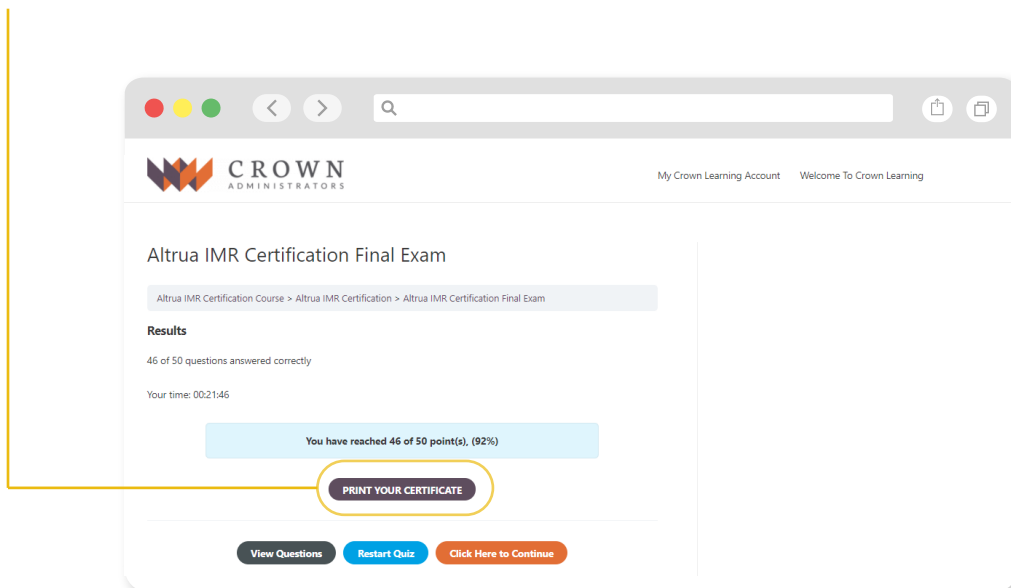 CROWN
ADMINISTRATORS
My Crown Learning Account Welcome To Crown Learning
Altrua IMR Certification Final Exam
Altrua IMR Certification Course > Altrua IMR Certification > Altrua IMR Certification Final Exam
Results
46 of 50 questions answered correctly
Your time: 00:21:46
You have reached 46 of 50 point(s), (92%)
PRINT YOUR CERTIFICATE
View Questions Restart Quiz Click Here to Continue